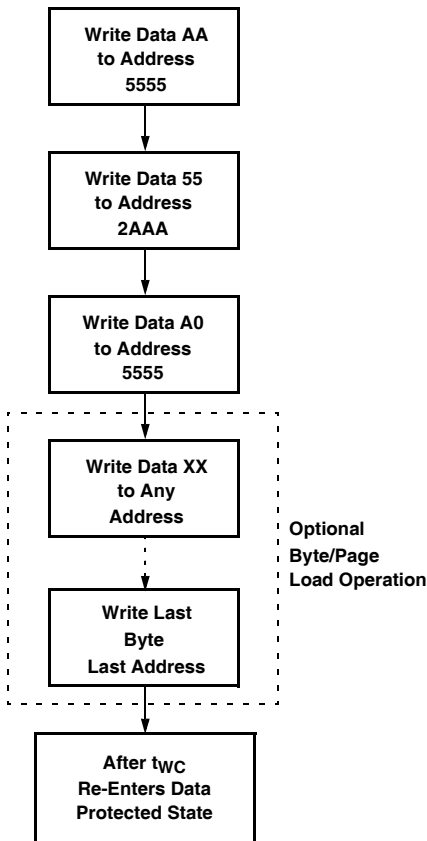 Write Data AA
to Address
5555
Write Data 55
to Address
2AAA
Write Data A0
to Address
5555
Write Data XX
to Any
Address
Optional
Byte/Page
Load Operation
Write Last
Byte
Last Address
After tWC
Re-Enters Data
Protected State